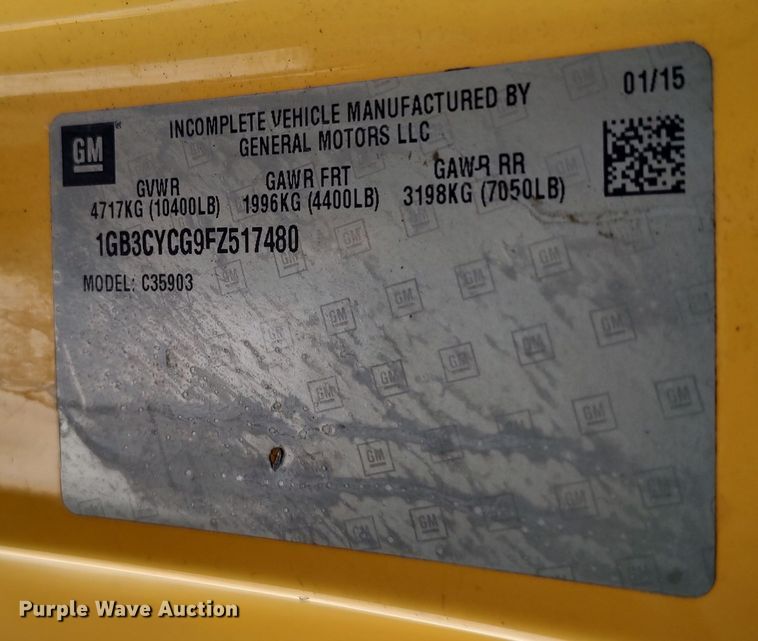 01/15
GM
INCOMPLETE VEHICLE MANUFACTURED BY
GENERAL MOTORS LLC
GVWR GAWR FRT GAWR RR
4717KG (10400LB) 1996KG (4400LB) 3198KG (7050LB)
1GB3CYCG9FZ517480
MODEL: C35903
Purple Wave Auction